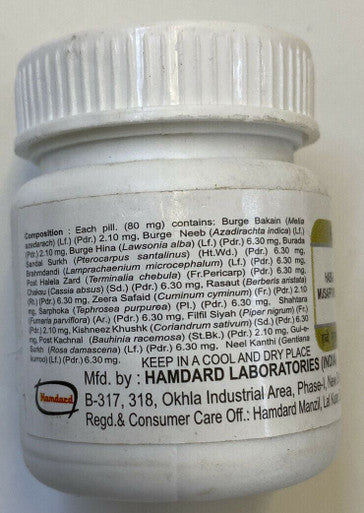 Composition : Each pill. (80 mg) contains: Burge Bakain (Melia
azedarach) (Lf.) (Pdr.) 2.10 mg, Burge Neeb (Azadirachta indica) (Lf.)
(Pdr.) 2.10 mg, Burge Hina (Lawsonia alba) (Lf.) (Pdr.) 6.30 mg, Burada
Sandal Surkh (Pterocarpus santalinus) (Ht.Wd.) (Pdr.) 6.30 mg,
Brahmdandi (Lamprachaenium microcephalum) (Lf.) (Pdr.) 6.30 mg,
Post Halela Zard (Terminalia chebula) (Fr.Pericarp) (Pdr.) 6.30 mg,
Chaksu (Cassia absus) (Sd.) (Pdr.) 6.30 mg, Rasaut (Berberis aristata)
(Rt.) (Pdr.) 6.30 mg, Zeera Safaid (Cuminum cyminum) (Fr.) (Pdr.) 6.30
mg, Sarphoka (Tephrosea purpurea) (Pl.) (Pdr.) 6.30 mg, Shahtara
(Fumeria parviflora) (Ar.) (Pdr.) 6.30 mg, Filfil Siyah (Piper nigrum) (Fr.)
(Pdr.) 2.10 mg, Kishneez Khushk (Coriandrum sativum) (Sd.) (Pdr.) 6.30
mg, Post Kachnal (Bauhinia racemosa) (St.Bk.) (Pdr.) 2.10 mg, Gul-e-
Surkh (Rosa damascena) (Lf.) (Pdr.) 6.30 mg, Neel Kanthi (Gentiana
kurroo) (Lf.) (Pdr.) 6.30 mg.
KEEP IN A COOL AND DRY PLACE
Mfd. by : HAMDARD LABORATORIES
B-317, 318, Okhla Industrial Area, Phase-I,
Regd.& Consumer Care Off.: Hamdard Manzil, Lal
Hamdard